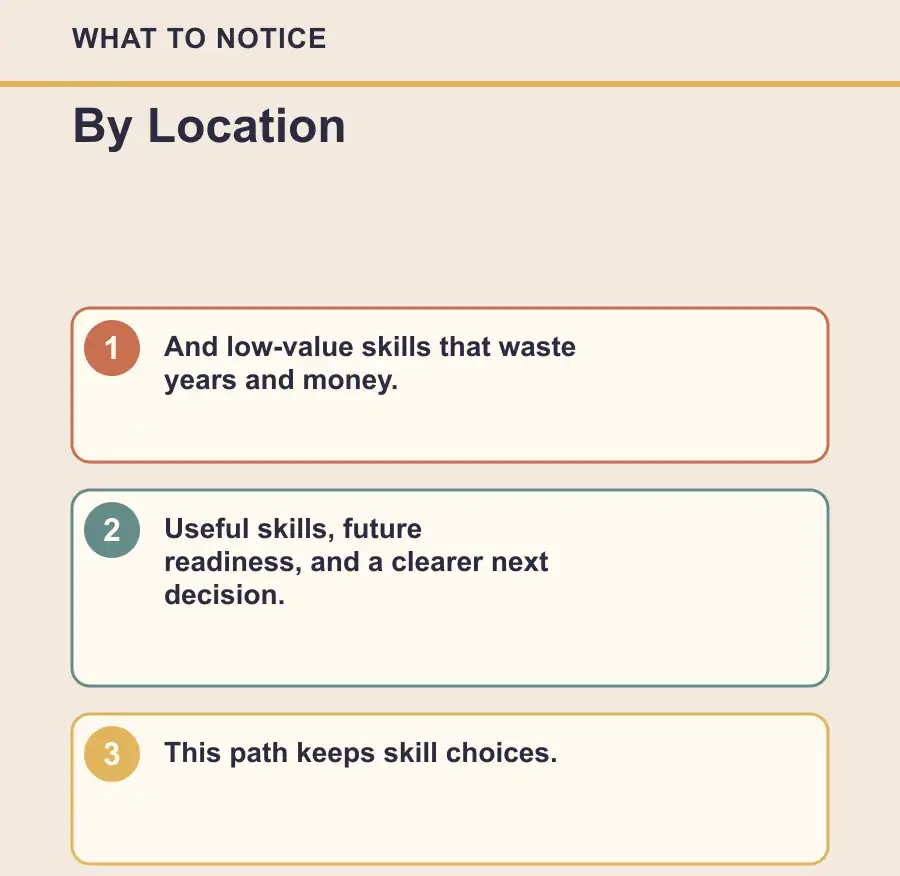 WHAT TO NOTICE
By Location
1
And low-value skills that waste
years and money.
2
Useful skills, future
readiness, and a clearer next
decision.
3
This path keeps skill choices.